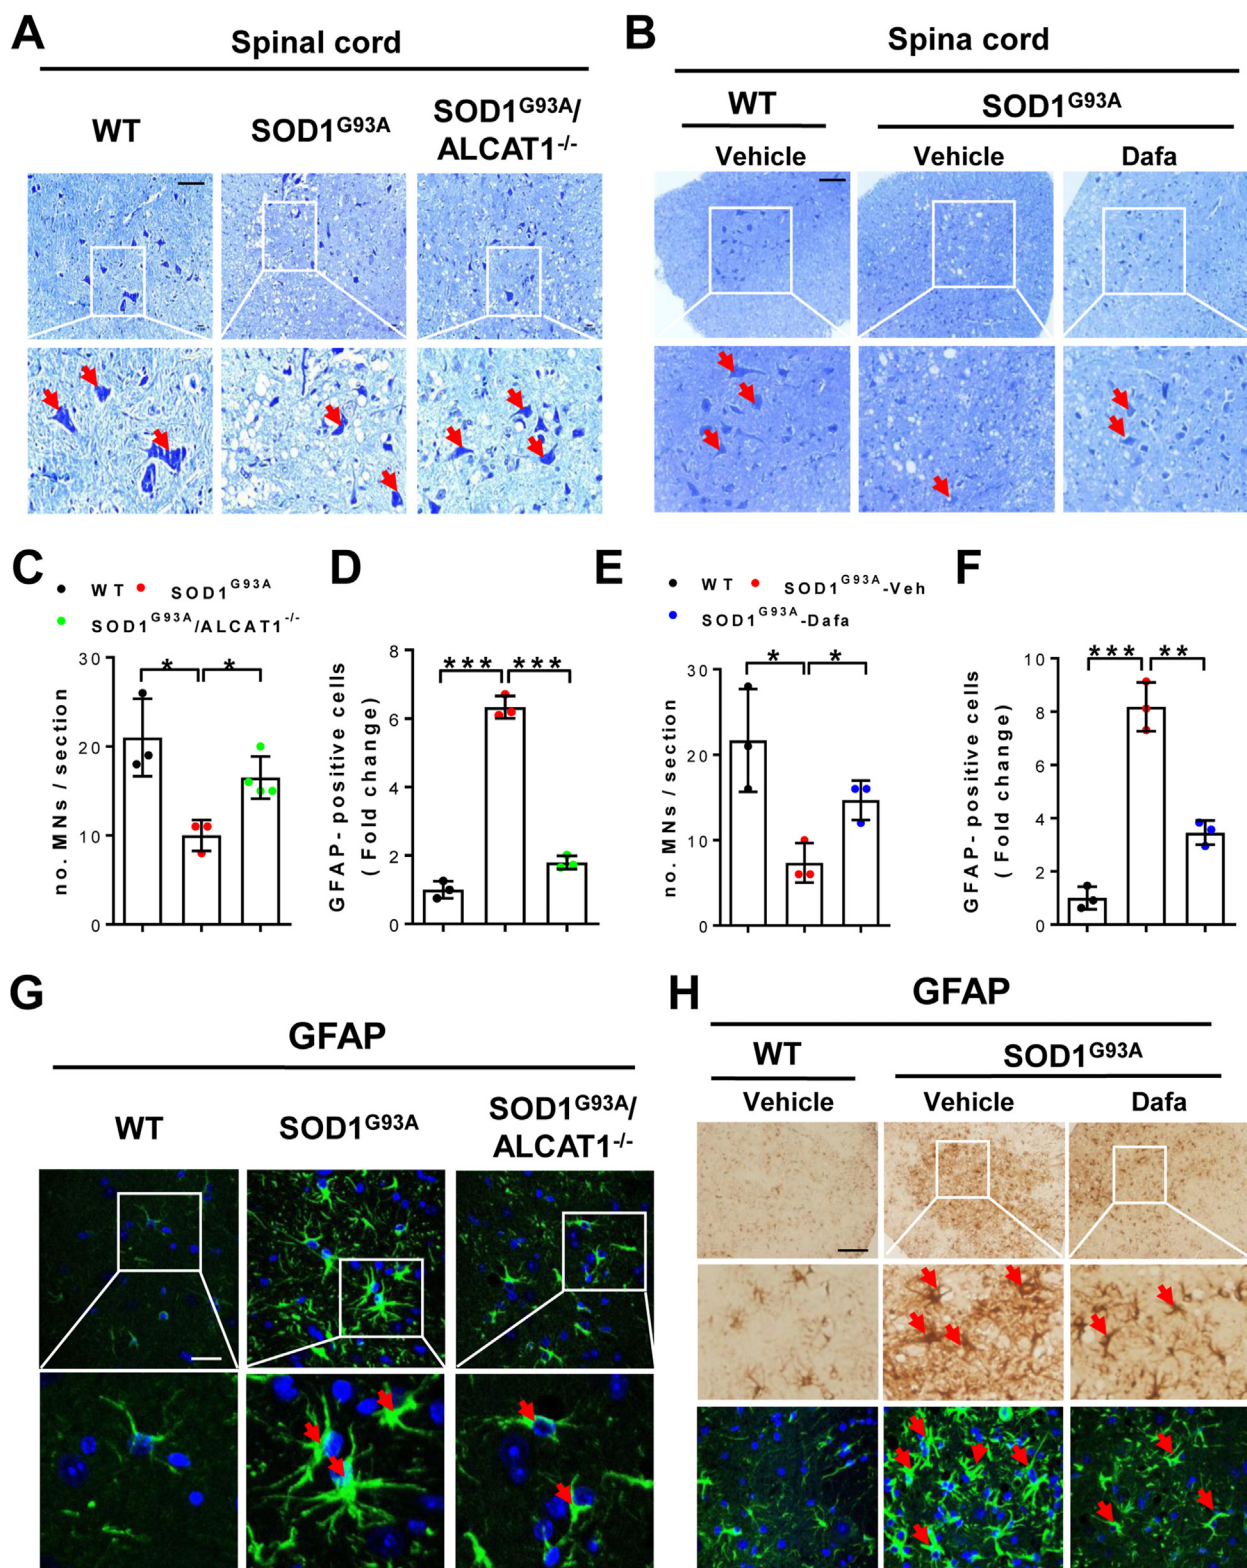 A
Spinal cord
WT
SOD1G93A
SOD1G93A/
ALCAT1-/-
B
Spina cord
WT
SOD1G93A
Vehicle
Vehicle
Dafa
C
WT
SOD1G93A
SOD1G93A/ALCAT1-/-
30
20
10
0
no. MNs / section
*
*
D
8
6
4
2
0
GFAP- positive cells
( Fold change)
***
***
E
WT
SOD1G93A-Veh
SOD1G93A-Dafa
30
20
10
0
no. MNs / section
*
*
F
10
8
6
4
2
0
GFAP- positive cells
( Fold change)
***
**
G
GFAP
WT
SOD1G93A
SOD1G93A/
ALCAT1-/-
H
GFAP
WT
SOD1G93A
Vehicle
Vehicle
Dafa